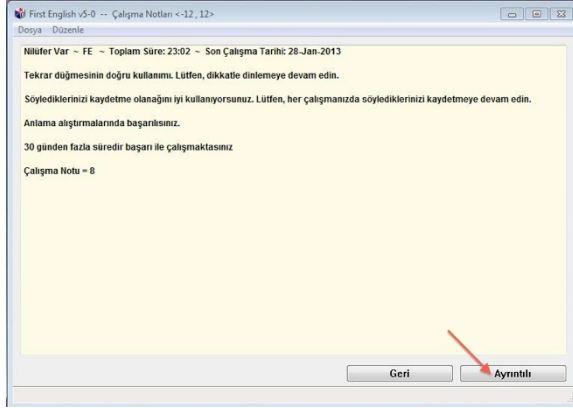 First English v5-0 -- Çalışma Notları <-12 , 12>
Dosya Düzenle
Nilüfer Var ~ FE ~ Toplam Süre: 23:02 ~ Son Çalışma Tarihi: 28-Jan-2013
Tekrar düğmesinin doğru kullanımı. Lütfen, dikkatle dinlemeye devam edin.
Söylediklerinizi kaydetme olanağını iyi kullanıyorsunuz. Lütfen, her çalışmanızda söylediklerinizi kaydetmeye devam edin.
Anlama alıştırmalarında başarılısınız.
30 günden fazla süredir başarı ile çalışmaktasınız
Çalışma Notu = 8
Geri Ayrıntılı